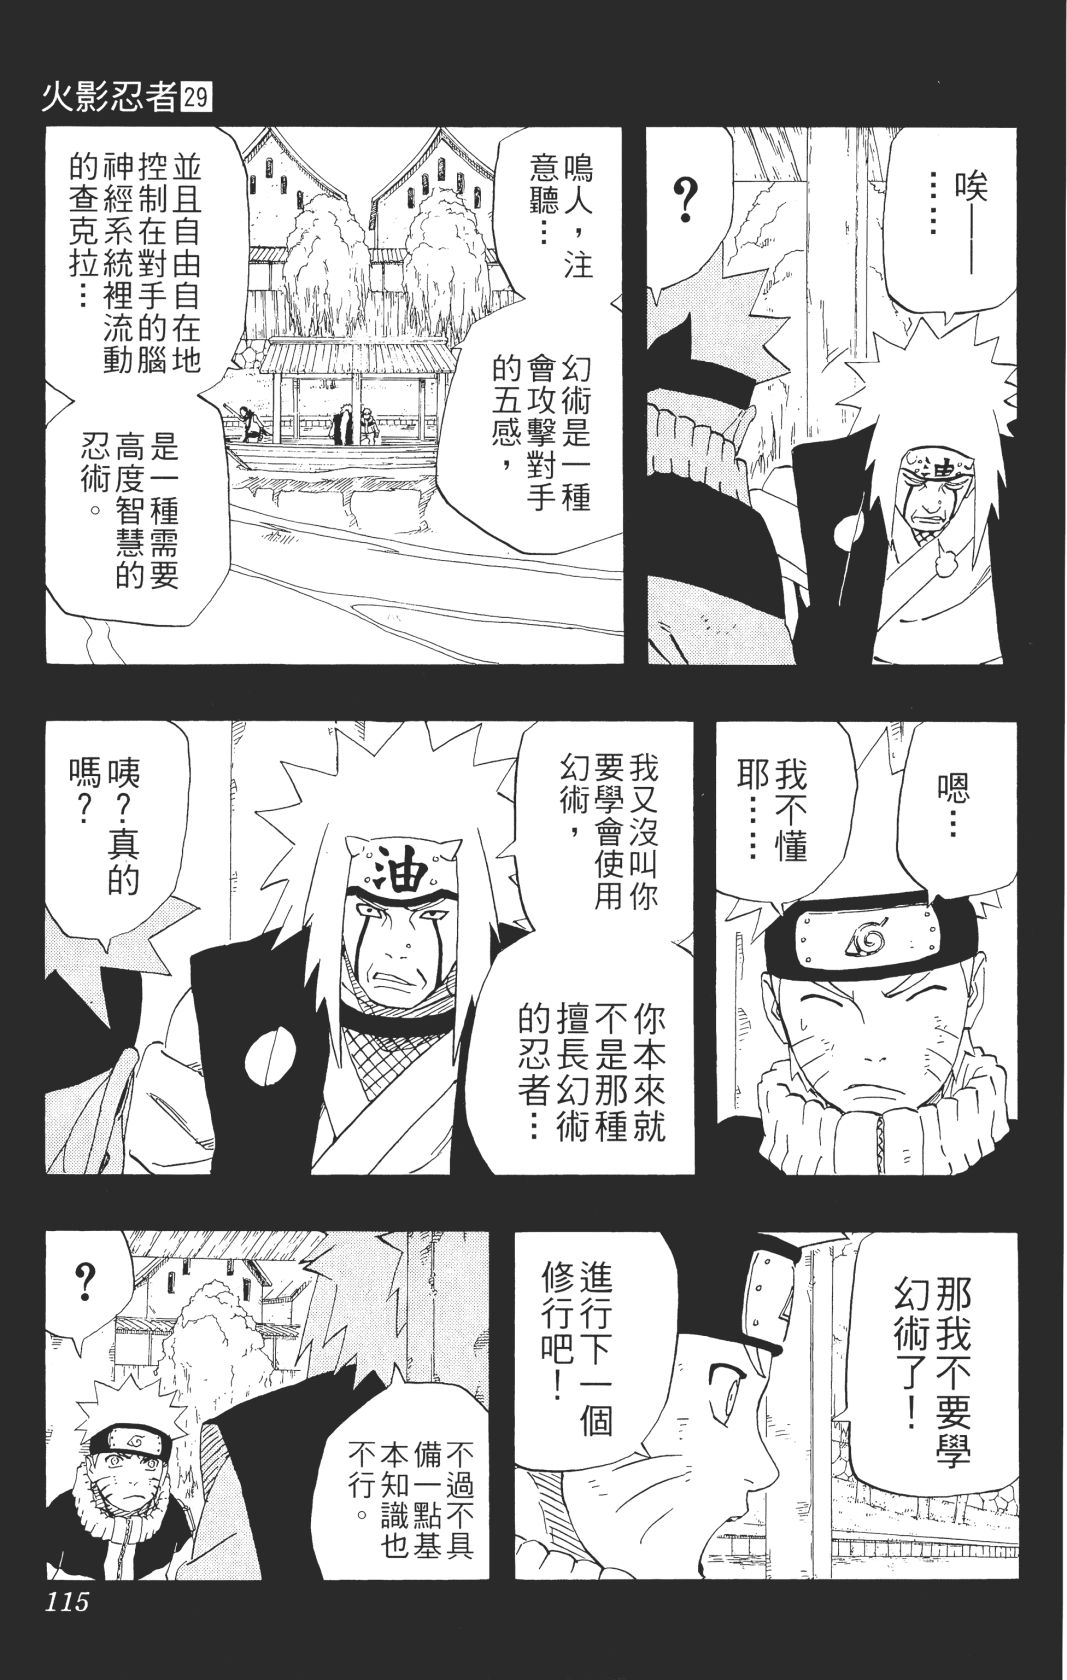 火影忍者29
唉——
……
？
鳴人，注
意聽…
幻術是一種
會攻擊對手
的五感，
並且自由自在地
控制在對手的腦
神經系統裡流動
的查克拉…
是一種需要
高度智慧的
忍術。
油
嗯…
我不懂
耶……
我又沒叫你
要學會使用
幻術，
你本來就
不是那種
擅長幻術
的忍者…
油
咦？真的
嗎？
那我不要學
幻術了！
進行下一個
修行吧！
不過不具
備一點基
本知識也
不行。
？
115